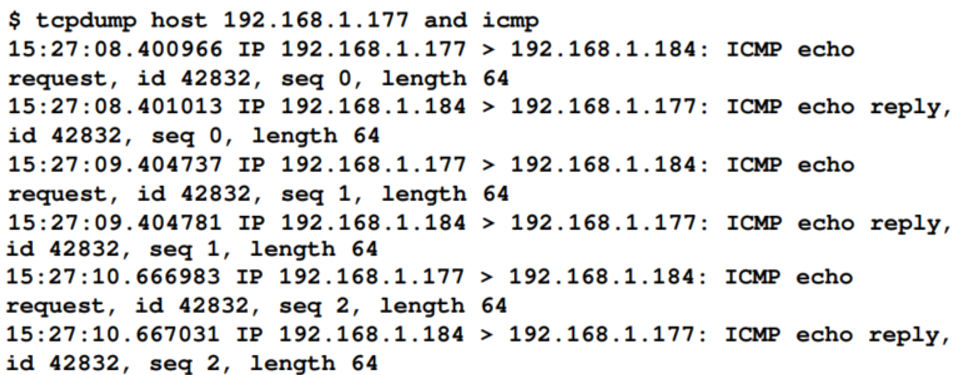 $ tcpdump host 192.168.1.177 and icmp
15:27:08.400966 IP 192.168.1.177 > 192.168.1.184: ICMP echo
request, id 42832, seq 0, length 64
15:27:08.401013 IP 192.168.1.184 > 192.168.1.177: ICMP echo reply,
id 42832, seq 0, length 64
15:27:09.404737 IP 192.168.1.177 > 192.168.1.184: ICMP echo
request, id 42832, seq 1, length 64
15:27:09.404781 IP 192.168.1.184 > 192.168.1.177: ICMP echo reply,
id 42832, seq 1, length 64
15:27:10.666983 IP 192.168.1.177 > 192.168.1.184: ICMP echo
request, id 42832, seq 2, length 64
15:27:10.667031 IP 192.168.1.184 > 192.168.1.177: ICMP echo reply,
id 42832, seq 2, length 64